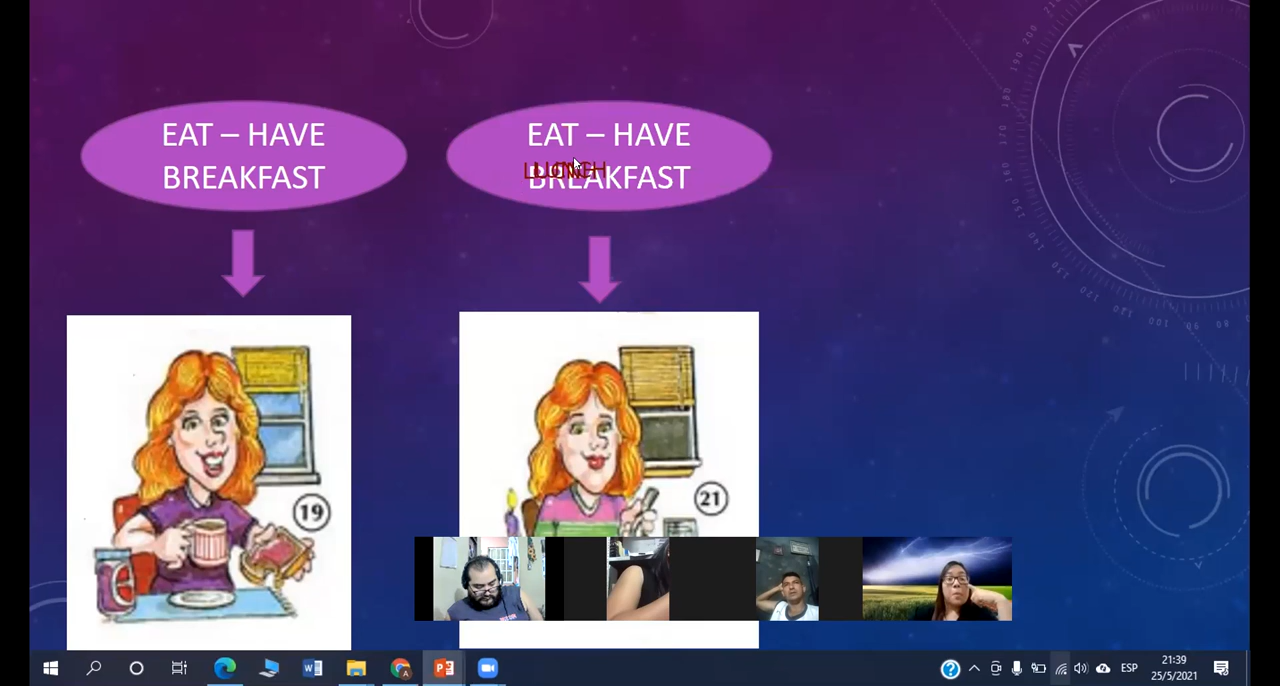 EAT – HAVE
BREAKFAST
EAT – HAVE
BREAKFAST
LUNCH
19
21
ESP
21:39
25/5/2021